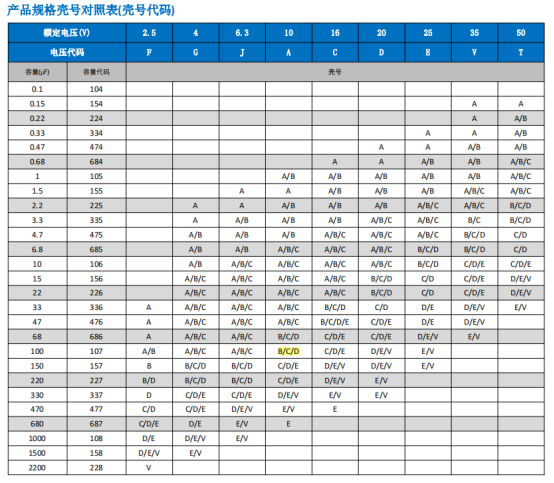 产品规格壳号对照表(壳号代码)
额定电压(V) 2.5 4 6.3 10 16 20 25 35 50
电压代码 F G J A C D E V T
容量(μF) 容量代码 壳号
0.1 104
0.15 154 A A
0.22 224 A A/B
0.33 334 A A A/B
0.47 474 A A A/B A/B
0.68 684 A A A/B A/B A/B/C
1 105 A/B A/B A/B A/B A/B A/B/C
1.5 155 A A A/B A/B A/B A/B/C A/B/C
2.2 225 A A A/B A/B A/B A/B/C A/B/C B/C/D
3.3 335 A A/B A/B A/B A/B/C A/B/C B/C B/C/D
4.7 475 A/B A/B A/B A/B/C A/B/C A/B/C B/C/D C/D
6.8 685 A/B A/B A/B/C A/B/C A/B/C B/C/D B/C/D C/D
10 106 A/B A/B/C A/B/C A/B/C A/B/C B/C/D C/D/E C/D/E
15 156 A/B/C A/B/C A/B/C A/B/C B/C/D C/D C/D/E D/E/V
22 226 A/B/C A/B/C A/B/C A/B/C B/C/D C/D C/D/E D/E/V
33 336 A A/B/C A/B/C A/B/C B/C/D C/D D/E D/E/V E/V
47 476 A A/B/C A/B/C A/B/C B/C/D/E C/D/E D/E D/E/V
68 686 A A/B/C A/B/C B/C/D C/D/E C/D/E D/E/V E/V
100 107 A/B A/B/C A/B/C B/C/D C/D/E D/E/V E/V
150 157 B B/C/D B/C/D C/D/E C/D/E D/E/V E/V
220 227 B/D B/C/D B/C/D C/D/E D/E/V E/V
330 337 D C/D/E C/D/E C/D/E E/V E/V
470 477 C/D C/D/E D/E/V E/V E
680 687 C/D/E D/E D/E/V E
1000 108 D/E D/E/V E/V
1500 158 D/E/V E/V
2200 228 V